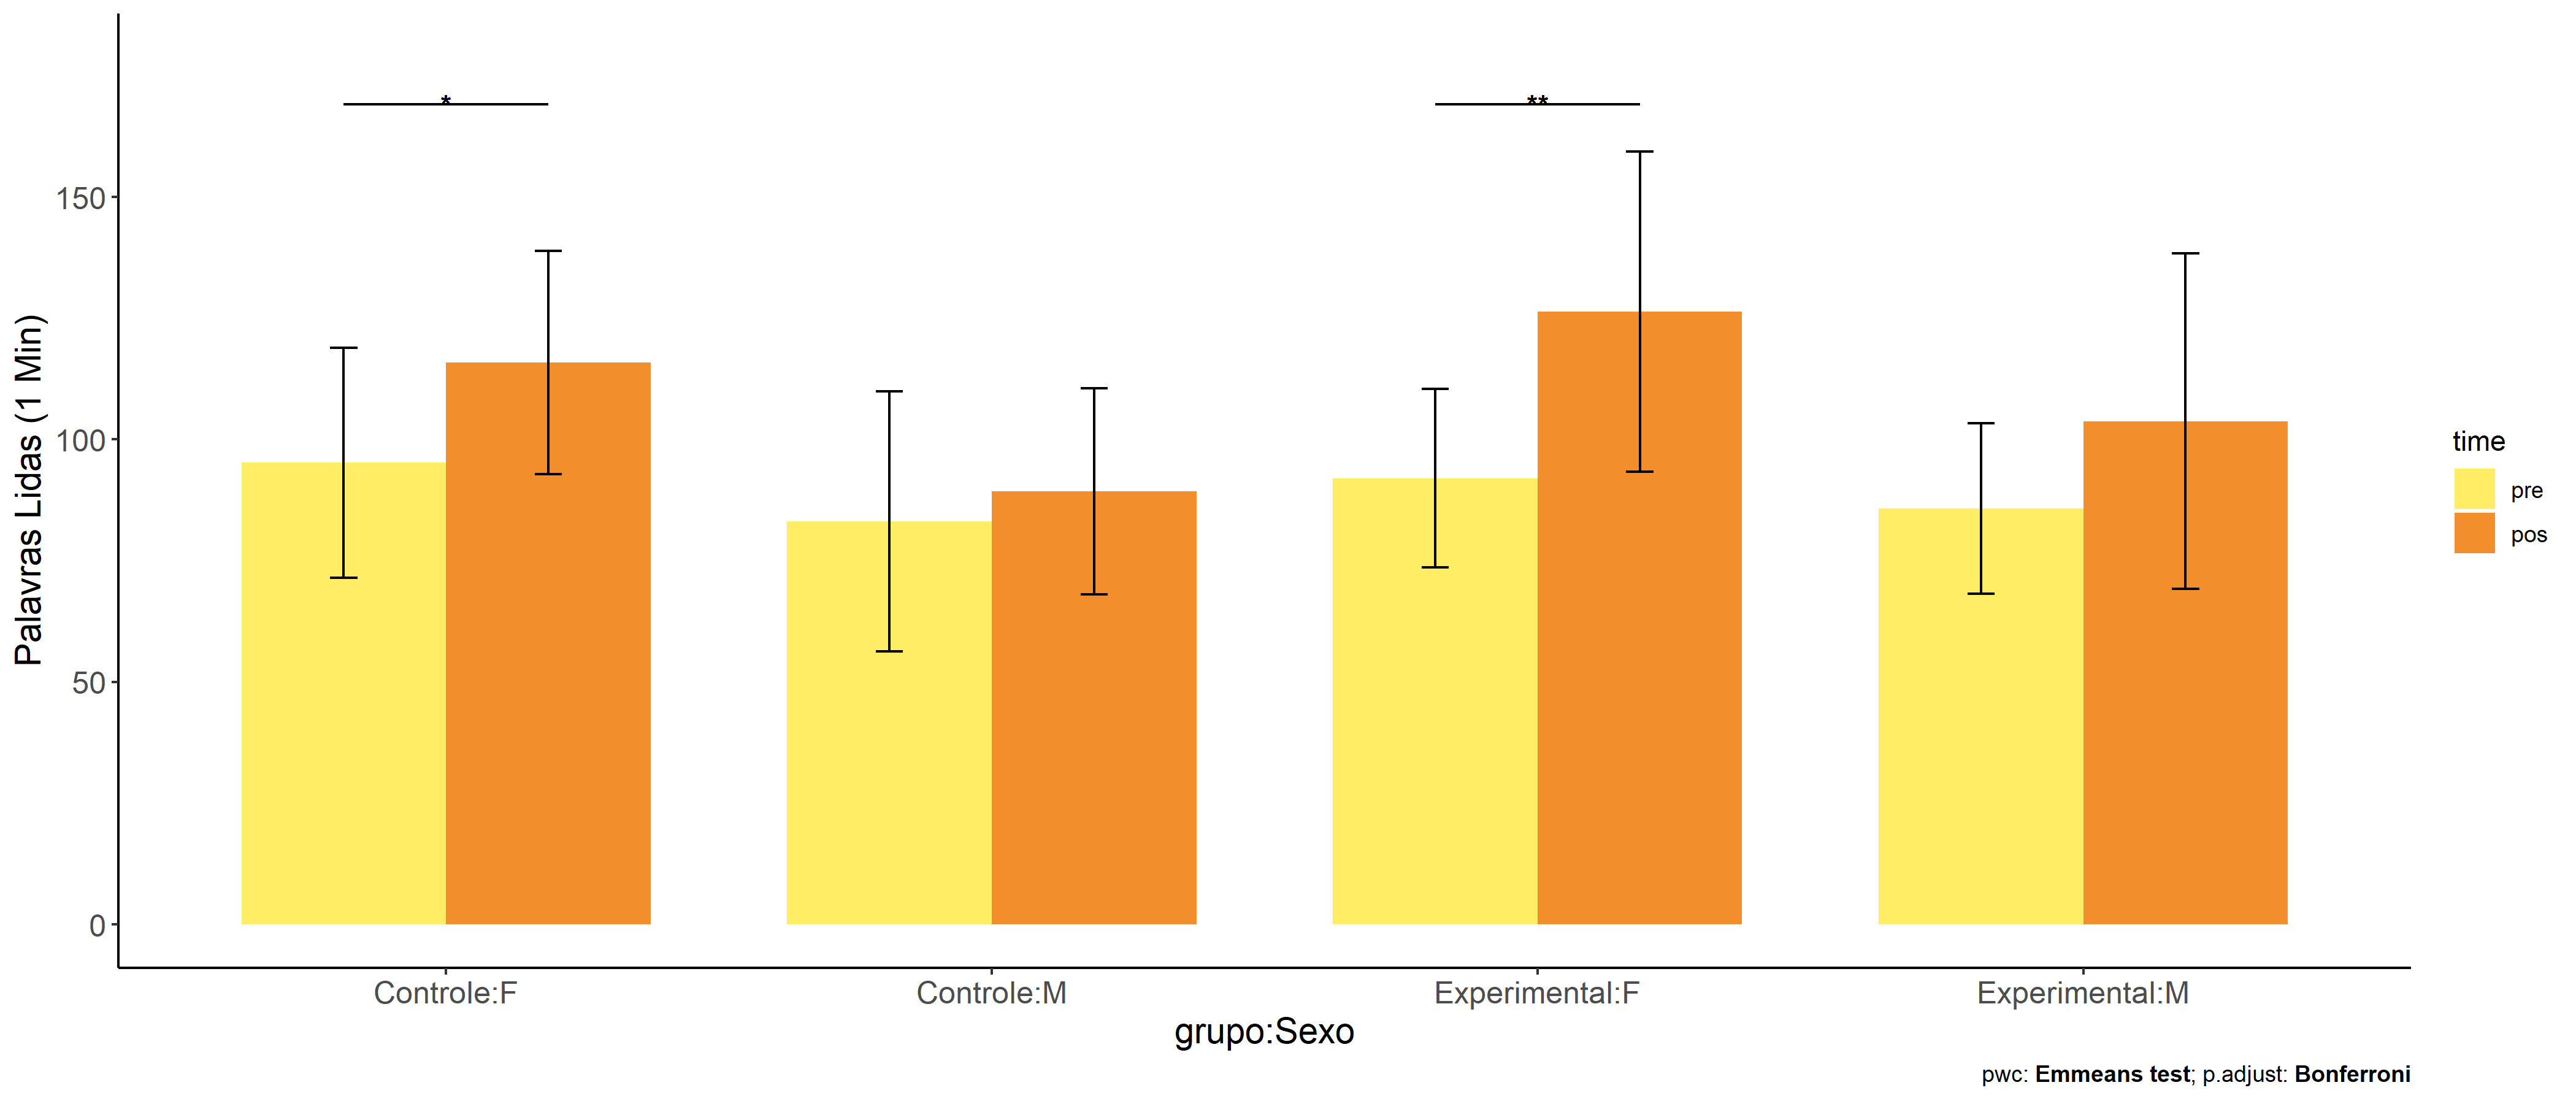 *
**
150
100
50
0
Palavras Lidas (1 Min)
Controle:F
Controle:M
Experimental:F
Experimental:M
grupo:Sexo
time
pre
pos
pwc: Emmeans test; p.adjust: Bonferroni